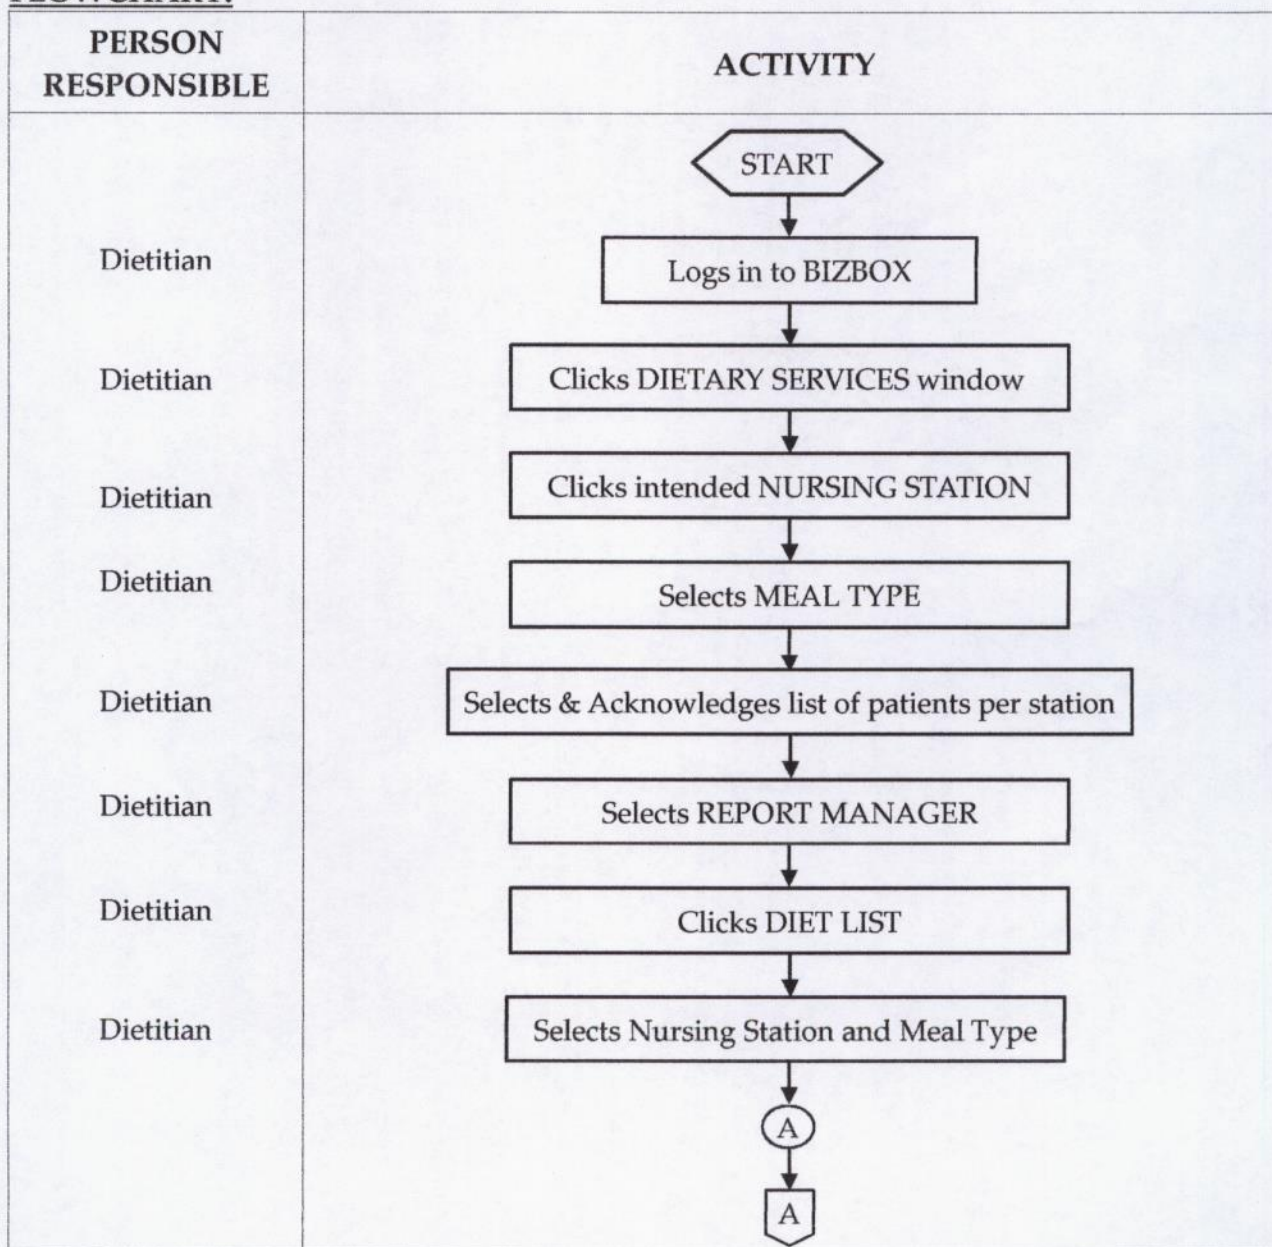 FLOWCHART:
PERSON
RESPONSIBLE
ACTIVITY
START
Dietitian
Logs in to BIZBOX
Dietitian
Clicks DIETARY SERVICES window
Dietitian
Clicks intended NURSING STATION
Dietitian
Selects MEAL TYPE
Dietitian
Selects & Acknowledges list of patients per station
Dietitian
Selects REPORT MANAGER
Dietitian
Clicks DIET LIST
Dietitian
Selects Nursing Station and Meal Type
A
A